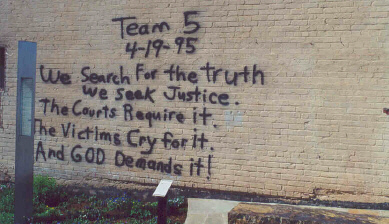 Team 5
4-19-95
We Search For the truth
we seek Justice.
The Courts Require it.
The Victims Cry for it.
And GOD Demands it!